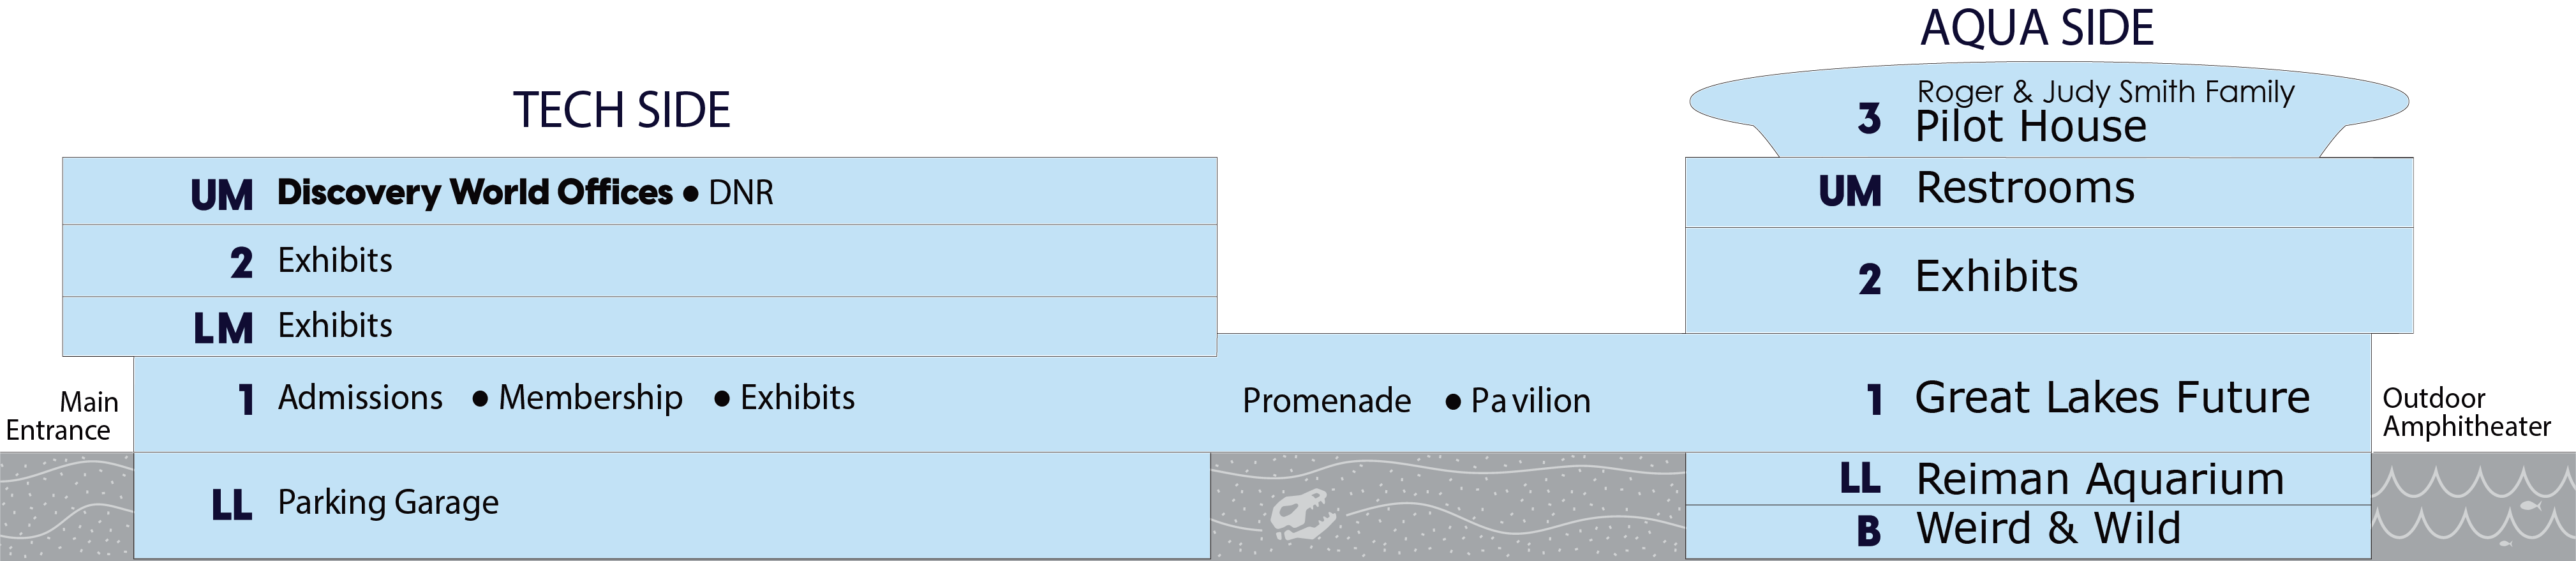 TECH SIDE
UM Discovery World Offices • DNR
2 Exhibits
LM Exhibits
Main
Entrance
1 Admissions • Membership • Exhibits
LL Parking Garage
Promenade • Pavilion
AQUA SIDE
3 Roger & Judy Smith Family
Pilot House
UM Restrooms
2 Exhibits
1 Great Lakes Future
LL Reiman Aquarium
B Weird & Wild
Outdoor
Amphitheater